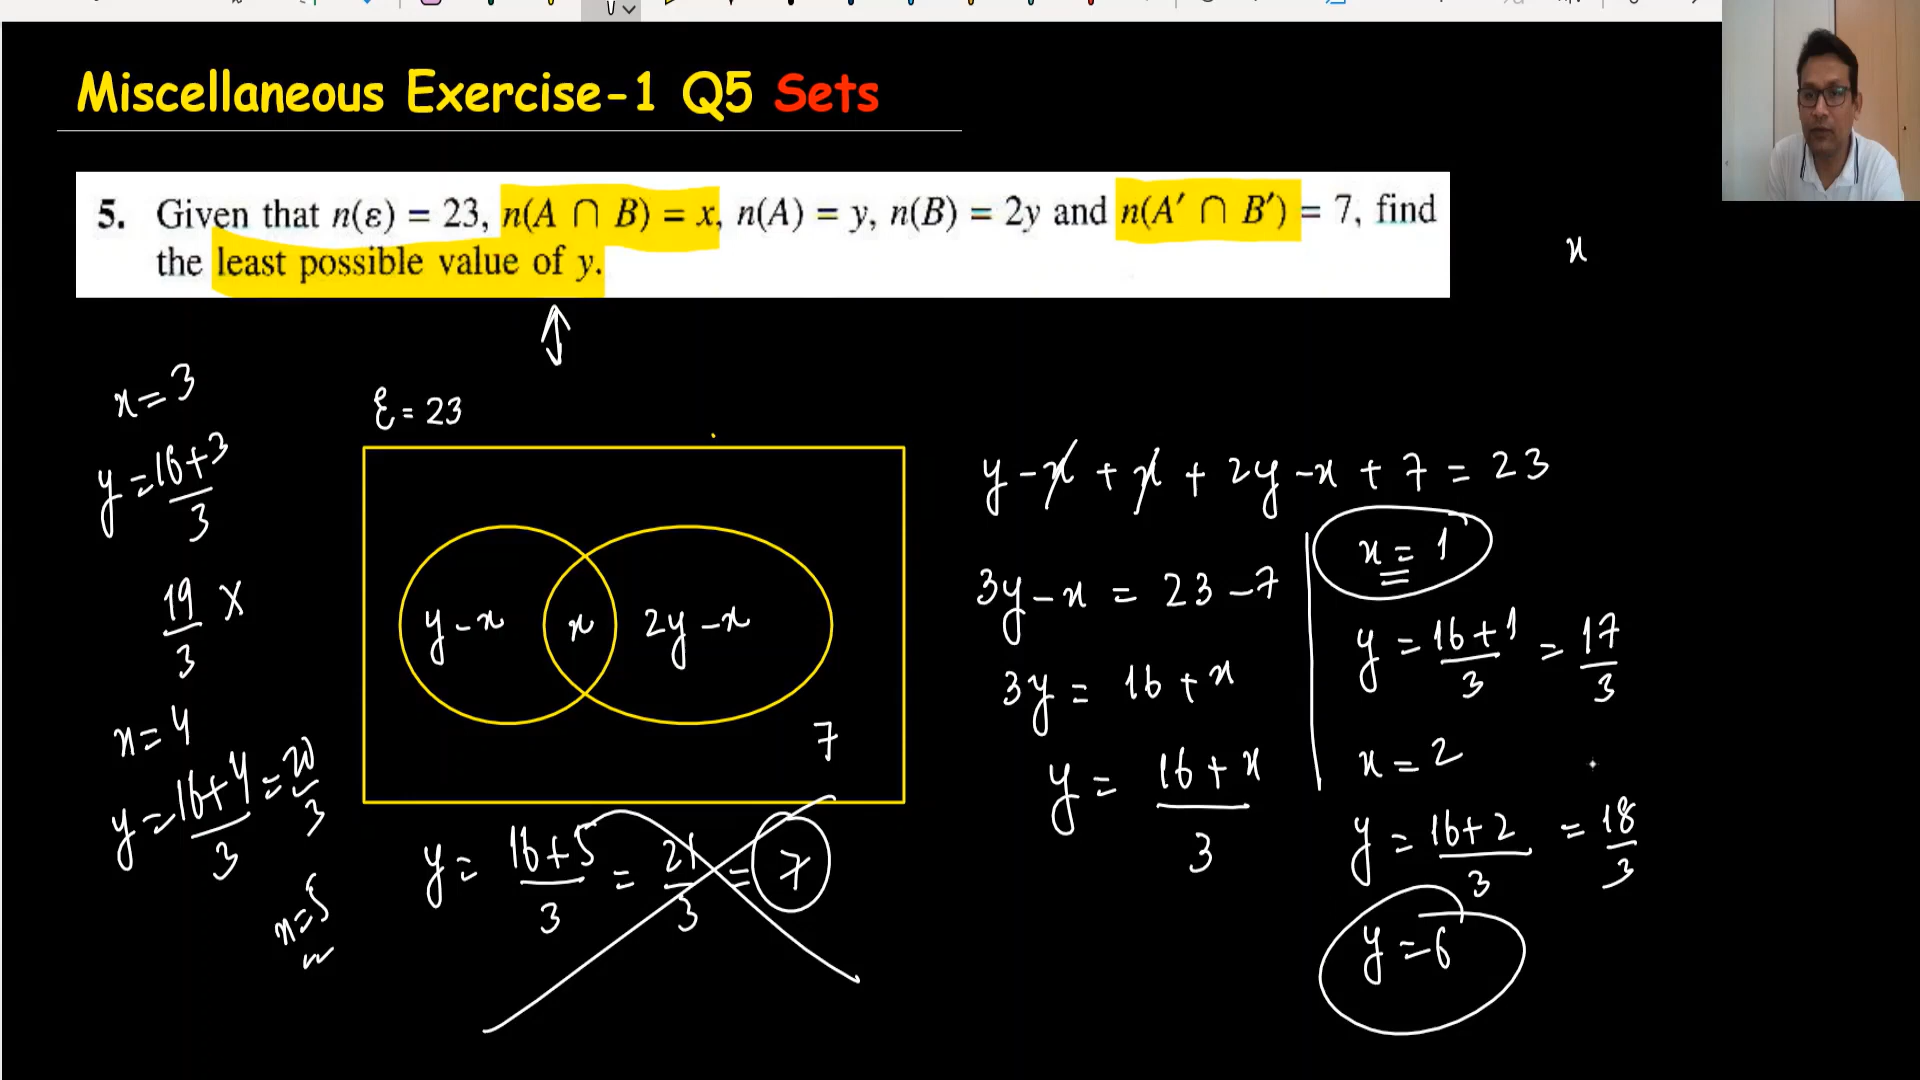 Miscellaneous Exercise-1 Q5 Sets
5. Given that n(ε) = 23, n(A ∩ B) = x, n(A) = y, n(B) = 2y and n(A′ ∩ B′) = 7, find
the least possible value of y.
x
x = 3
y = 16+3/3
19/3 X
x = 4
y = 16+4/3 = 20/3
x = 5
ε = 23
y - x
x
2y - x
7
y = 16+5/3 = 21/3 = 7
y - x + x + 2y - x + 7 = 23
3y - x = 23 - 7
3y = 16 + x
y = 16 + x/3
x = 1
y = 16+1/3 = 17/3
x = 2
y = 16+2/3 = 18/3
y = 6